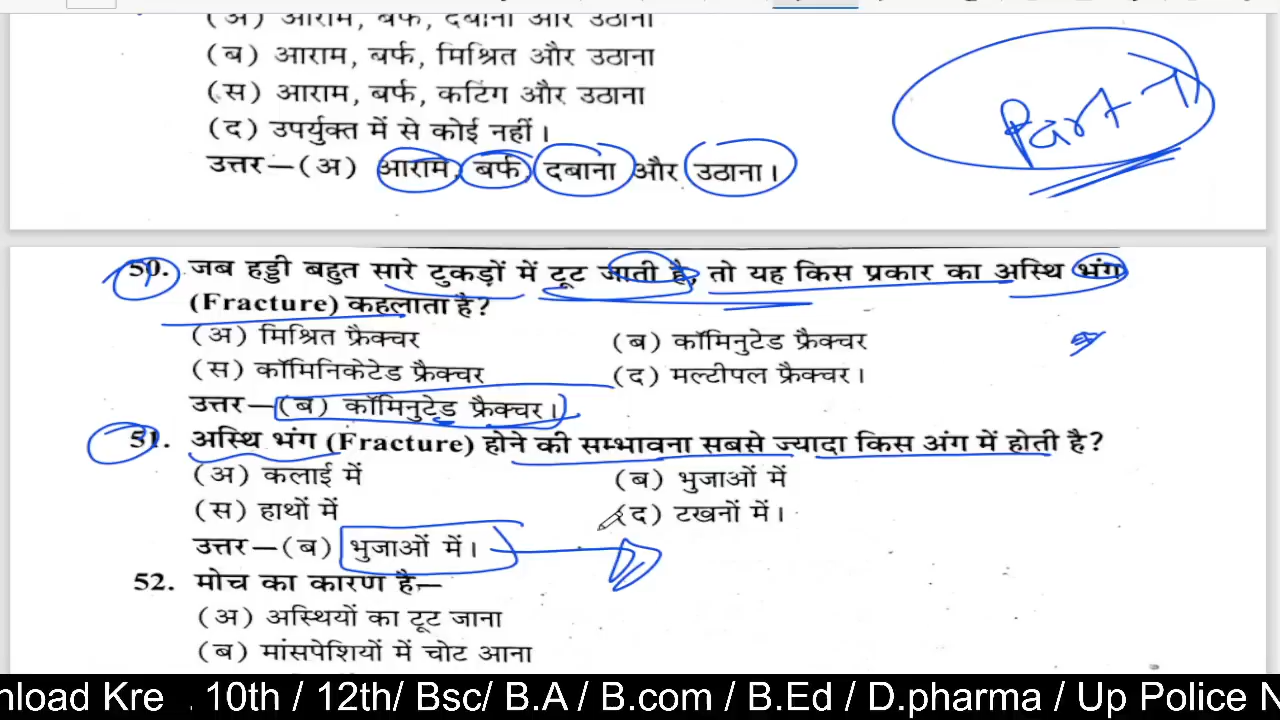 (अ) आराम, बर्फ, दबाना और उठाना
(ब) आराम, बर्फ, मिश्रित और उठाना
(स) आराम, बर्फ, कटिंग और उठाना
(द) उपर्युक्त में से कोई नहीं।
उत्तर—(अ) आराम, बर्फ, दबाना और उठाना।
Part-
50. जब हड्डी बहुत सारे टुकड़ों में टूट जाती है, तो यह किस प्रकार का अस्थि भंग
(Fracture) कहलाता है?
(अ) मिश्रित फ्रैक्चर (ब) कॉमिनुटेड फ्रैक्चर
(स) कॉमिनिकेटेड फ्रैक्चर (द) मल्टीपल फ्रैक्चर।
उत्तर—(ब) कॉमिनुटेड फ्रैक्चर।
51. अस्थि भंग (Fracture) होने की सम्भावना सबसे ज्यादा किस अंग में होती है?
(अ) कलाई में (ब) भुजाओं में
(स) हाथों में (द) टखनों में।
उत्तर—(ब) भुजाओं में।
52. मोच का कारण है—
(अ) अस्थियों का टूट जाना
(ब) मांसपेशियों में चोट आना
nload Kre . 10th / 12th/ Bsc/ B.A / B.com / B.Ed / D.pharma / Up Police N